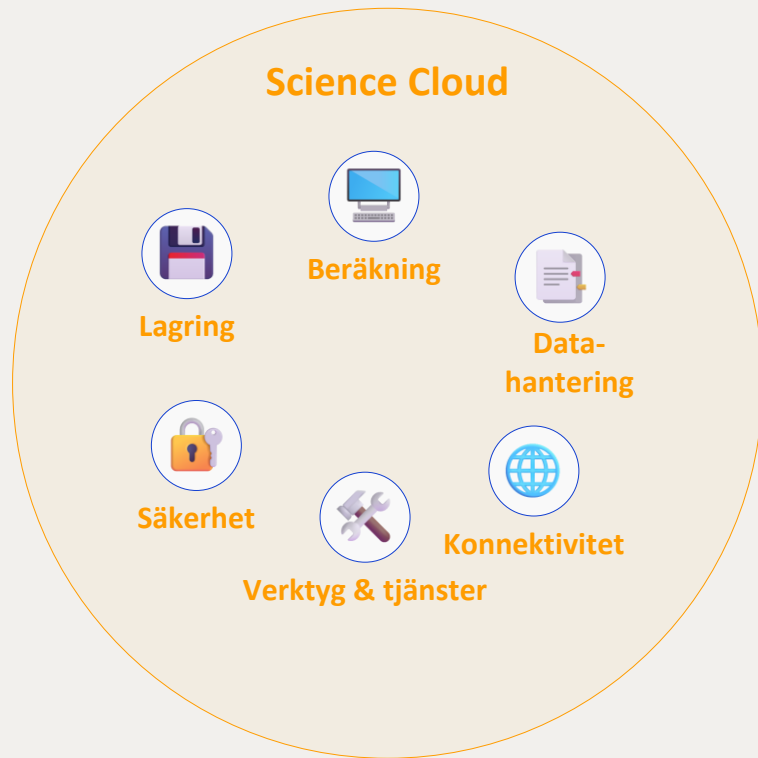 Science Cloud
Beräkning
Lagring
Data-
hantering
Säkerhet
Konnektivitet
Verktyg & tjänster